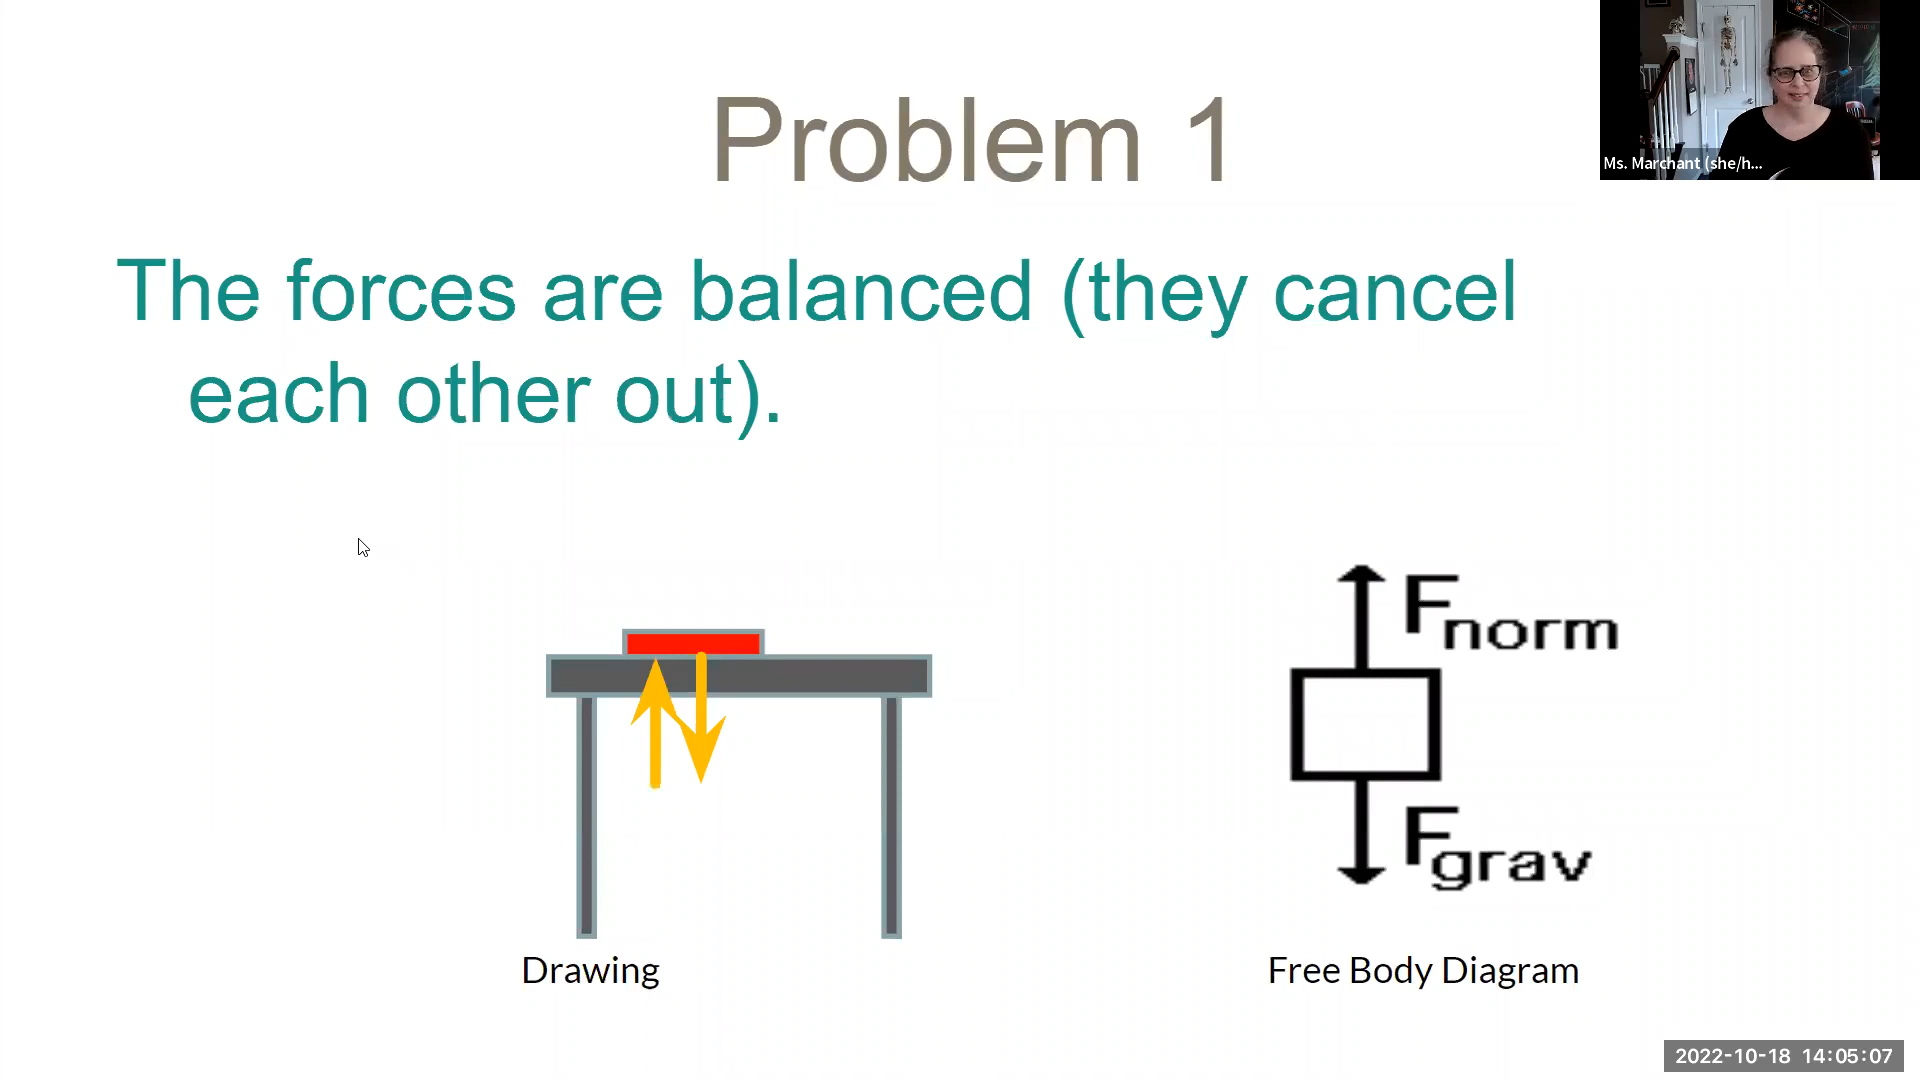 Problem 1
Ms. Marchant (she/h...
The forces are balanced (they cancel
each other out).
Fnorm
Fgrav
Drawing
Free Body Diagram
2022-10-18 14:05:07